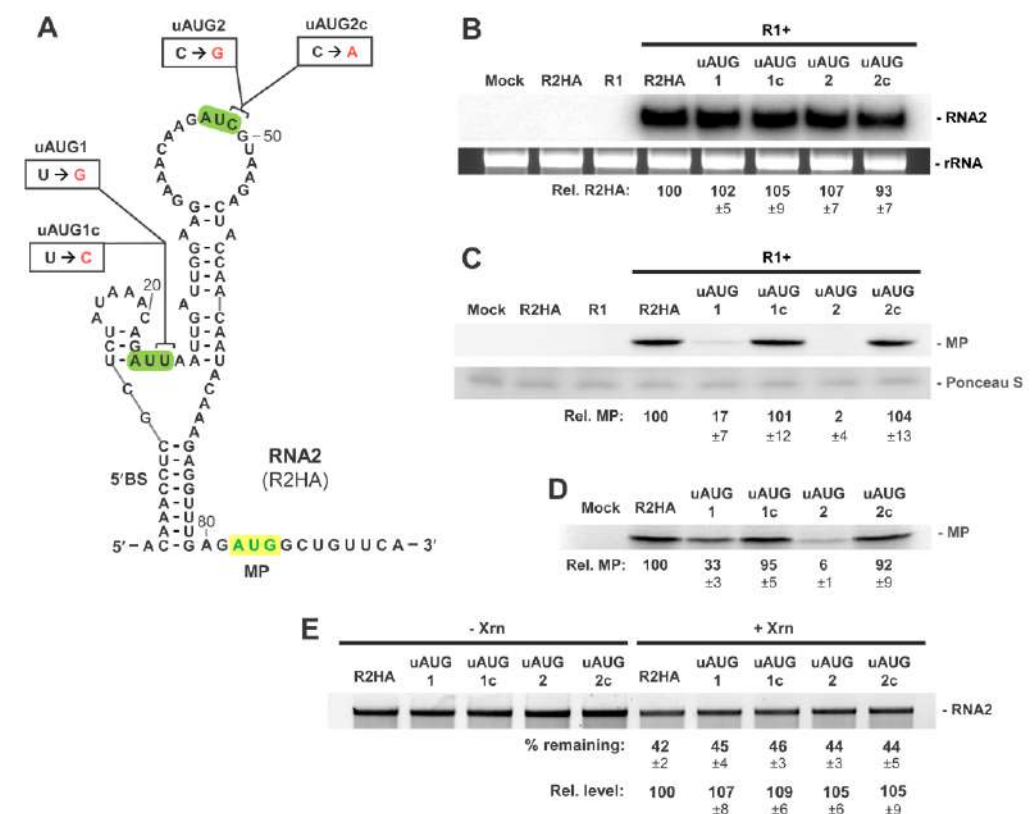 A
uAUG2
C → G
uAUG2c
C → A
AUC
50
uAUG1
U → G
uAUG1c
U → C
20
AUU
5'BS
RNA2
(R2HA)
80
5'–AC–GAGAUGGCUGUUCA–3'
MP
B
R1+
Mock R2HA R1 R2HA uAUG 1 uAUG 1c uAUG 2 uAUG 2c
- RNA2
- rRNA
Rel. R2HA: 100 102 105 107 93
±5 ±9 ±7 ±7
C
R1+
Mock R2HA R1 R2HA uAUG 1 uAUG 1c uAUG 2 uAUG 2c
- MP
- Ponceau S
Rel. MP: 100 17 101 2 104
±7 ±12 ±4 ±13
D
Mock R2HA uAUG 1 uAUG 1c uAUG 2 uAUG 2c
- MP
Rel. MP: 100 33 95 6 92
±3 ±5 ±1 ±9
E
- Xrn + Xrn
R2HA uAUG 1 uAUG 1c uAUG 2 uAUG 2c R2HA uAUG 1 uAUG 1c uAUG 2 uAUG 2c
- RNA2
% remaining: 42 45 46 44 44
±2 ±4 ±3 ±3 ±5
Rel. level: 100 107 109 105 105
±8 ±6 ±6 ±9